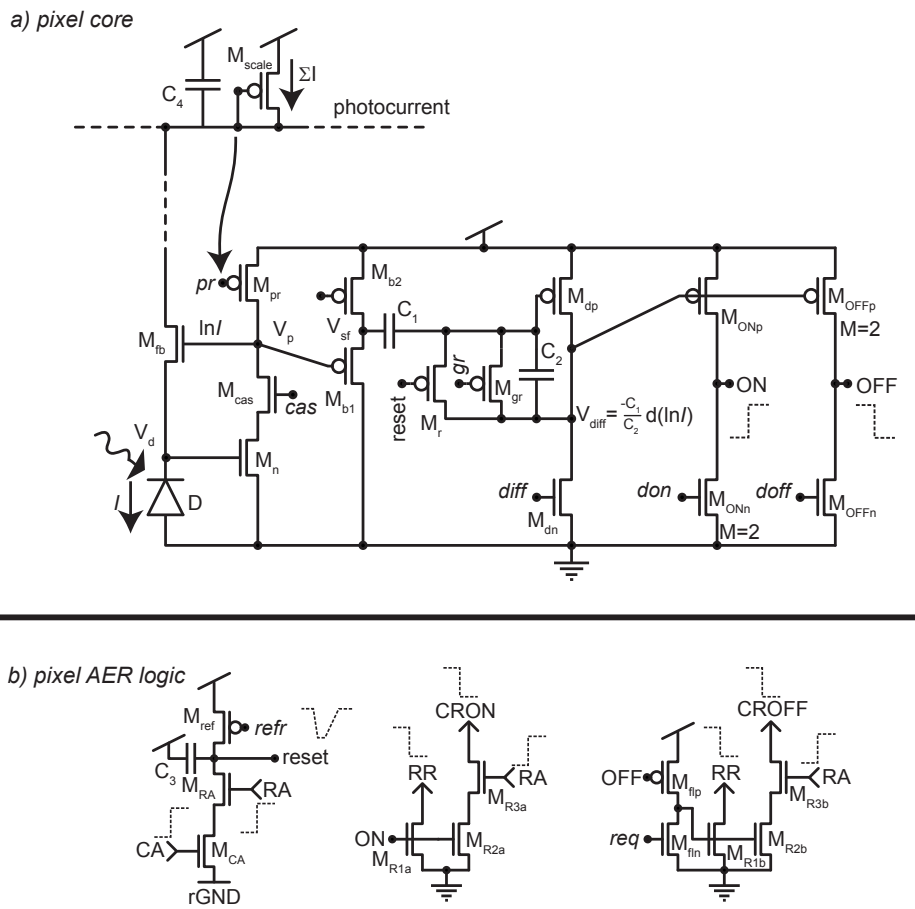 a) pixel core
Mscale
ΣI
C4
photocurrent
pr
Mpr
Mb2
Mdp
MONp
MOFFp
M=2
Mfb
lnI
Vp
Vsf
C1
C2
gr
Mgr
reset
Mr
Mcas
cas
Mb1
Vdiff= -C1/C2 d(lnI)
ON
OFF
Vd
Mn
I
D
diff
Mdn
don
MONn
M=2
doff
MOFFn
b) pixel AER logic
Mref
refr
C3
reset
MRA
RA
CA
MCA
rGND
CRON
RR
RA
MR3a
ON
MR1a
MR2a
CROFF
OFF
Mflp
RR
RA
MR3b
req
Mfln
MR1b
MR2b